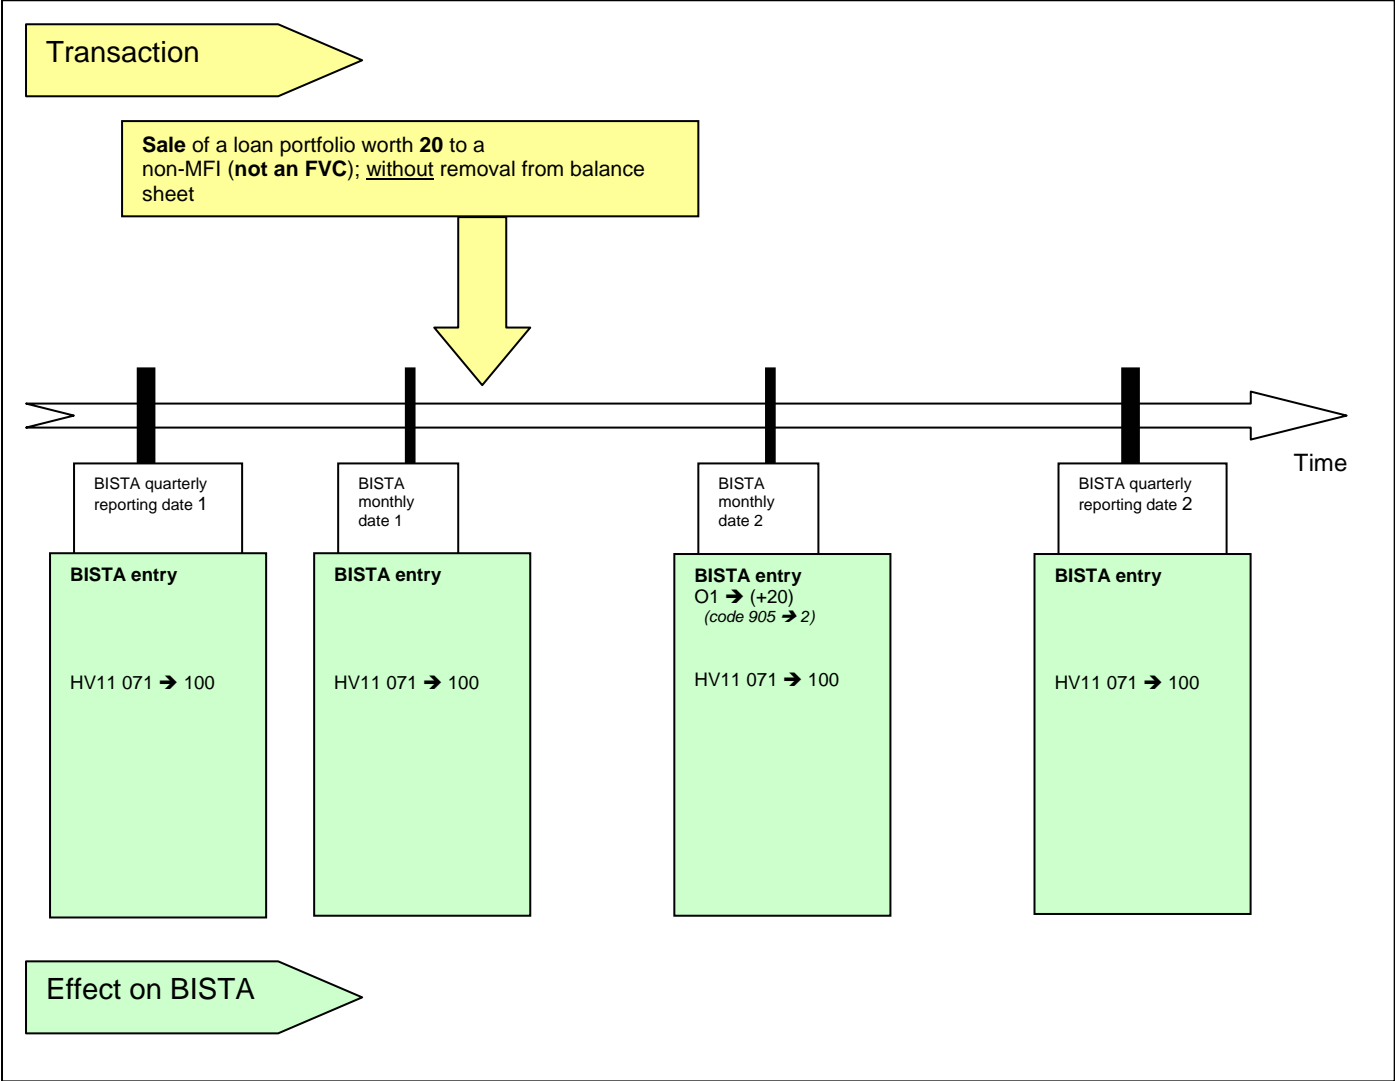 Transaction
Sale of a loan portfolio worth 20 to a
non-MFI (not an FVC); without removal from balance
sheet
Time
BISTA quarterly
reporting date 1
BISTA entry
HV11 071 ➔ 100
BISTA
monthly
date 1
BISTA entry
HV11 071 ➔ 100
BISTA
monthly
date 2
BISTA entry
O1 ➔ (+20)
(code 905 ➔ 2)
HV11 071 ➔ 100
BISTA quarterly
reporting date 2
BISTA entry
HV11 071 ➔ 100
Effect on BISTA